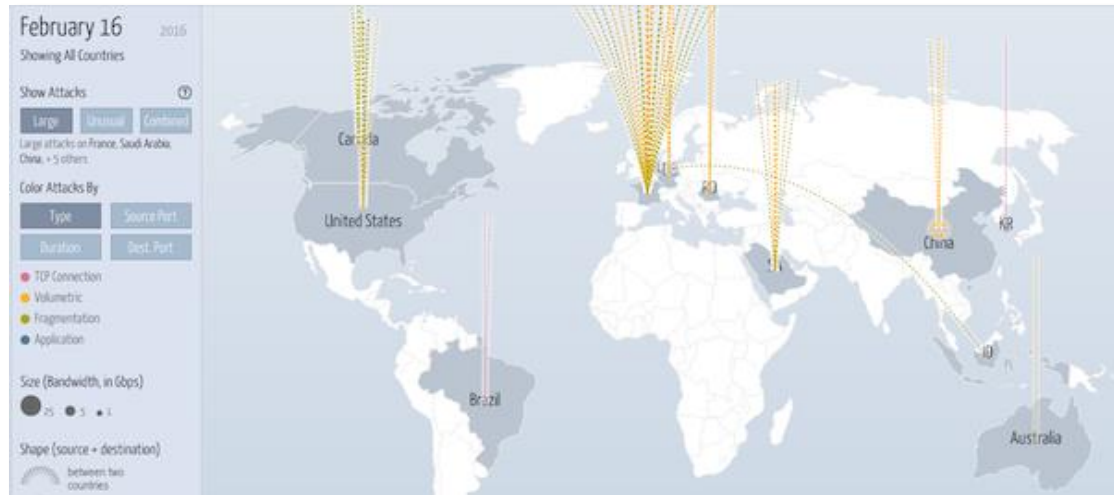 February 16 2016
Showing All Countries
Show Attacks ?
Large Unusual Combined
Large attacks on France, Saudi Arabia,
China, + 5 others
Color Attacks By
Type Source Port
Duration Dest. Port
TCP Connection
Volumetric
Fragmentation
Application
Size (Bandwidth, in Gbps)
25 5 1
Shape (source + destination)
between two
countries
Canada
United States
Brazil
RO
SA
China
KR
ID
Australia